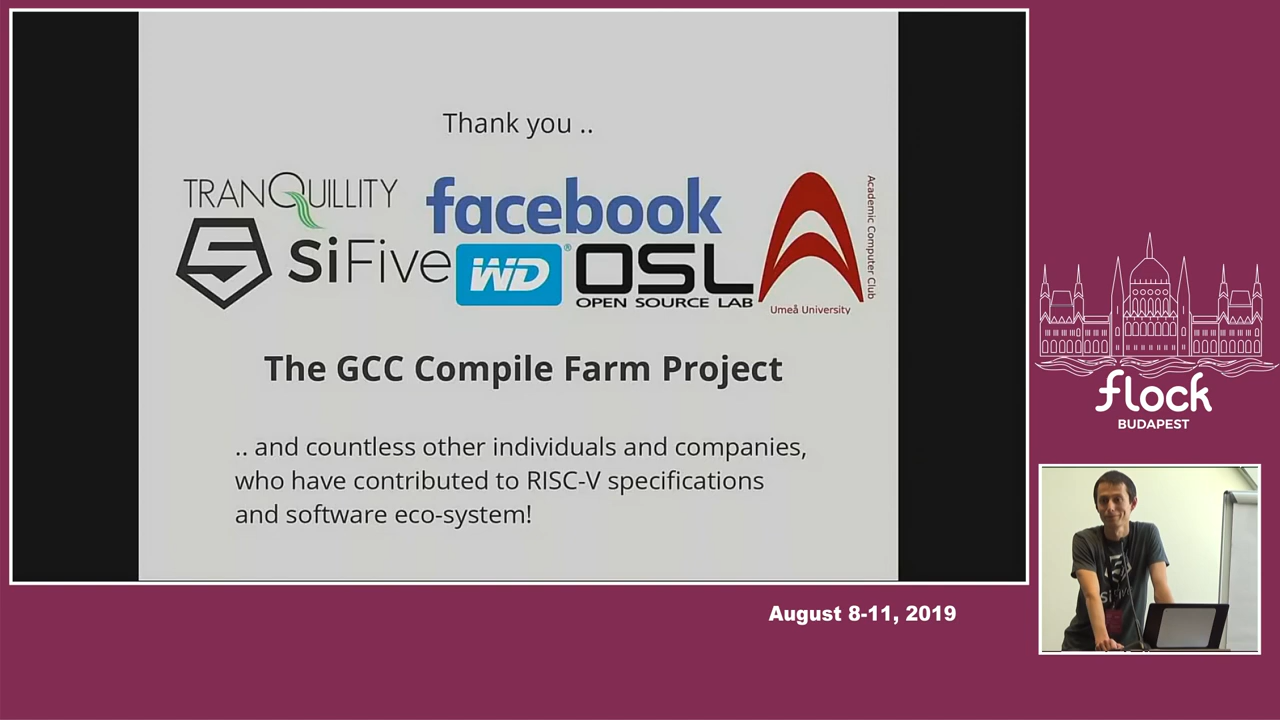 Thank you ..
TRANQUILLITY
facebook
SiFive
WD®
OSL
OPEN SOURCE LAB
Academic Computer Club
Umeå University
The GCC Compile Farm Project
.. and countless other individuals and companies,
who have contributed to RISC-V specifications
and software eco-system!
flock
BUDAPEST
SiFive
August 8-11, 2019